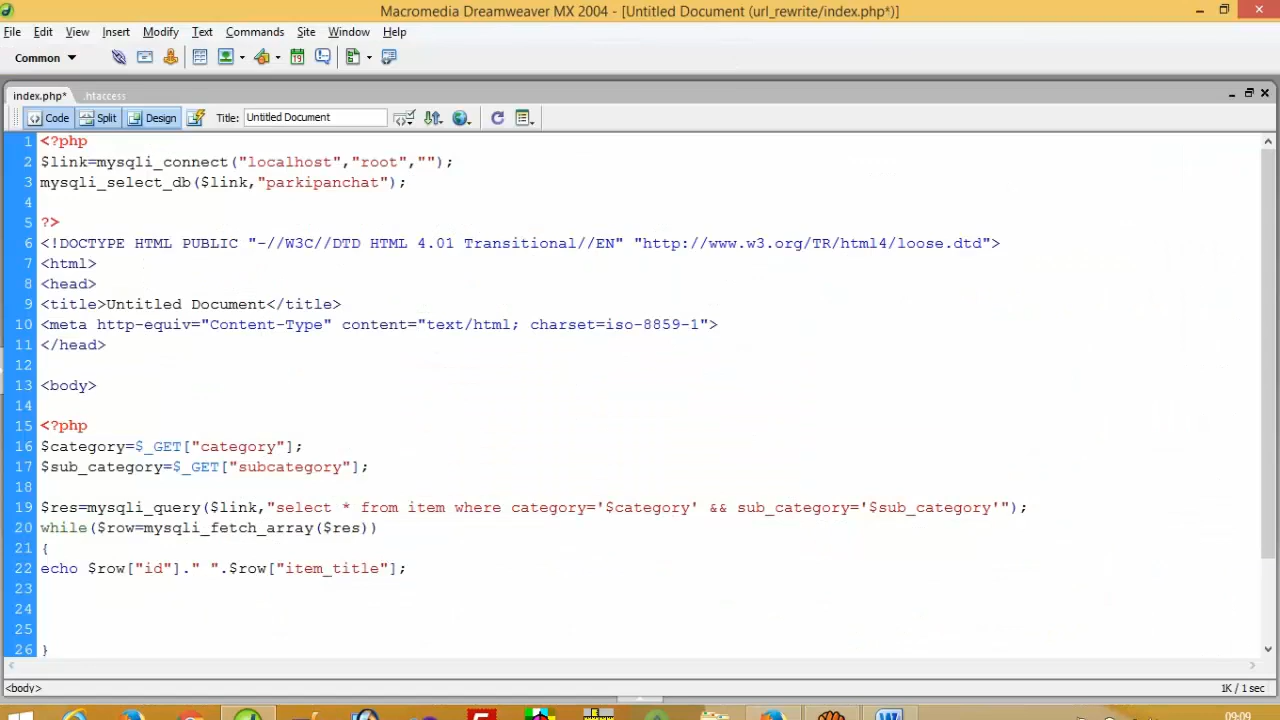 Macromedia Dreamweaver MX 2004 - [Untitled Document (url_rewrite/index.php*)]
File Edit View Insert Modify Text Commands Site Window Help
Common
index.php* .htaccess
Code Split Design Title: Untitled Document
1 <?php
2 $link=mysqli_connect("localhost","root","");
3 mysqli_select_db($link,"parkipanchat");
4
5 ?>
6 <!DOCTYPE HTML PUBLIC "-//W3C//DTD HTML 4.01 Transitional//EN" "http://www.w3.org/TR/html4/loose.dtd">
7 <html>
8 <head>
9 <title>Untitled Document</title>
10 <meta http-equiv="Content-Type" content="text/html; charset=iso-8859-1">
11 </head>
12
13 <body>
14
15 <?php
16 $category=$_GET["category"];
17 $sub_category=$_GET["subcategory"];
18
19 $res=mysqli_query($link,"select * from item where category='$category' && sub_category='$sub_category'");
20 while($row=mysqli_fetch_array($res))
21 {
22 echo $row["id"]." ".$row["item_title"];
23
24
25
26 }
<body> 1K / 1 sec
09:09